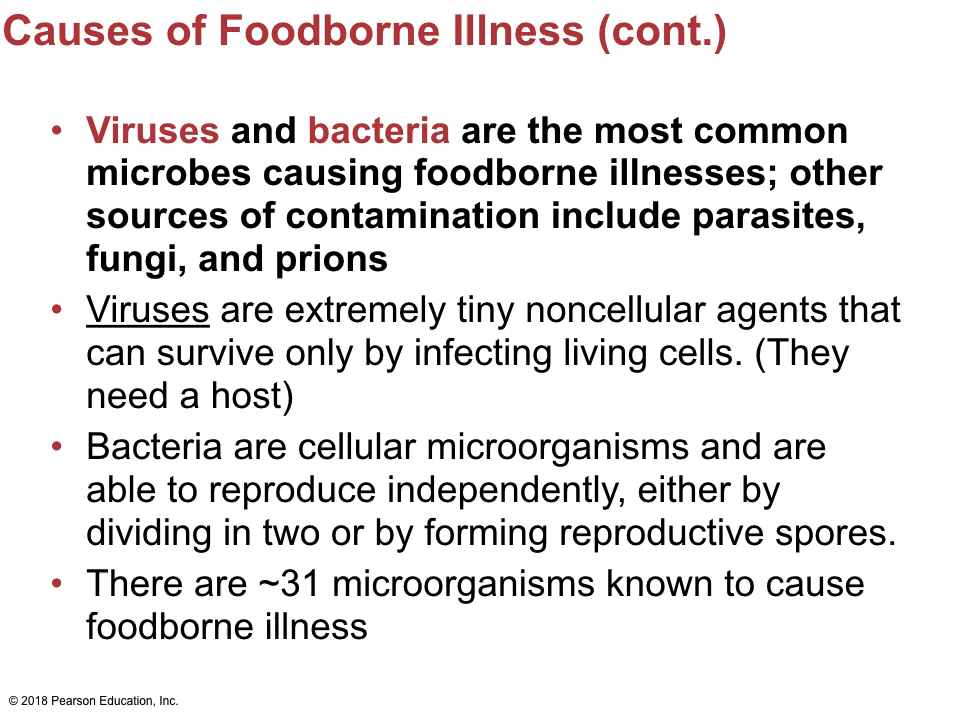 Causes of Foodborne Illness (cont.)
• Viruses and bacteria are the most common
microbes causing foodborne illnesses; other
sources of contamination include parasites,
fungi, and prions
• Viruses are extremely tiny noncellular agents that
can survive only by infecting living cells. (They
need a host)
• Bacteria are cellular microorganisms and are
able to reproduce independently, either by
dividing in two or by forming reproductive spores.
• There are ~31 microorganisms known to cause
foodborne illness
© 2018 Pearson Education, Inc.